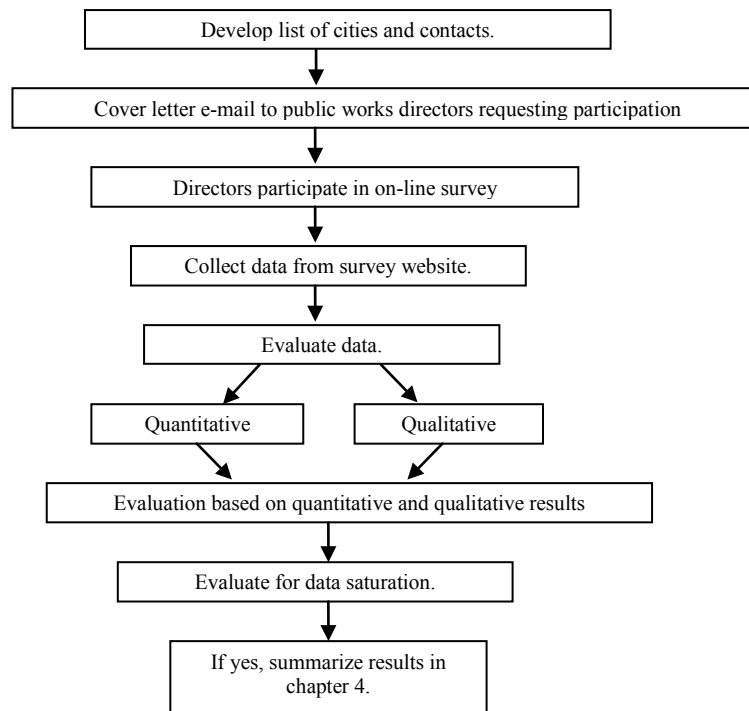 Develop list of cities and contacts.
Cover letter e-mail to public works directors requesting participation
Directors participate in on-line survey
Collect data from survey website.
Evaluate data.
Quantitative
Qualitative
Evaluation based on quantitative and qualitative results
Evaluate for data saturation.
If yes, summarize results in
chapter 4.